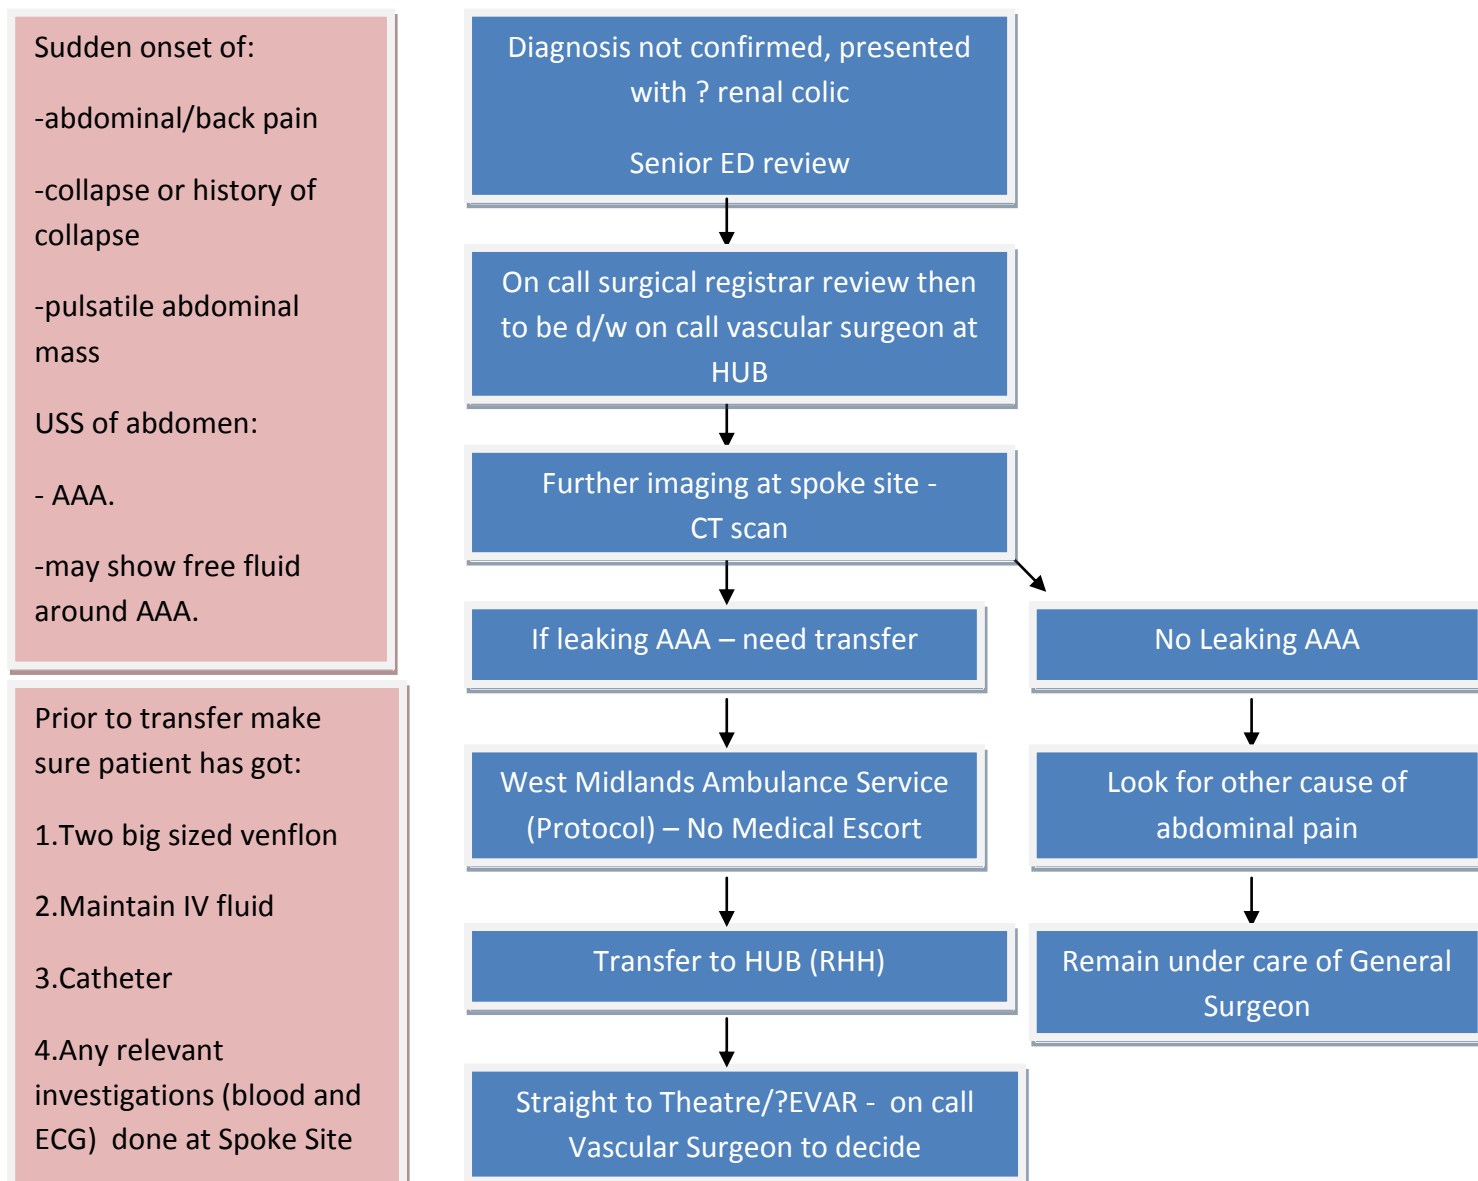 Sudden onset of:
-abdominal/back pain
-collapse or history of
collapse
-pulsatile abdominal
mass
USS of abdomen:
- AAA.
-may show free fluid
around AAA.
Prior to transfer make
sure patient has got:
1.Two big sized venflon
2.Maintain IV fluid
3.Catheter
4.Any relevant
investigations (blood and
ECG)  done at Spoke Site
Diagnosis not confirmed, presented
with ? renal colic
Senior ED review
On call surgical registrar review then
to be d/w on call vascular surgeon at
HUB
Further imaging at spoke site -
CT scan
If leaking AAA – need transfer
West Midlands Ambulance Service
(Protocol) – No Medical Escort
Transfer to HUB (RHH)
Straight to Theatre/?EVAR -  on call
Vascular Surgeon to decide
No Leaking AAA
Look for other cause of
abdominal pain
Remain under care of General
Surgeon